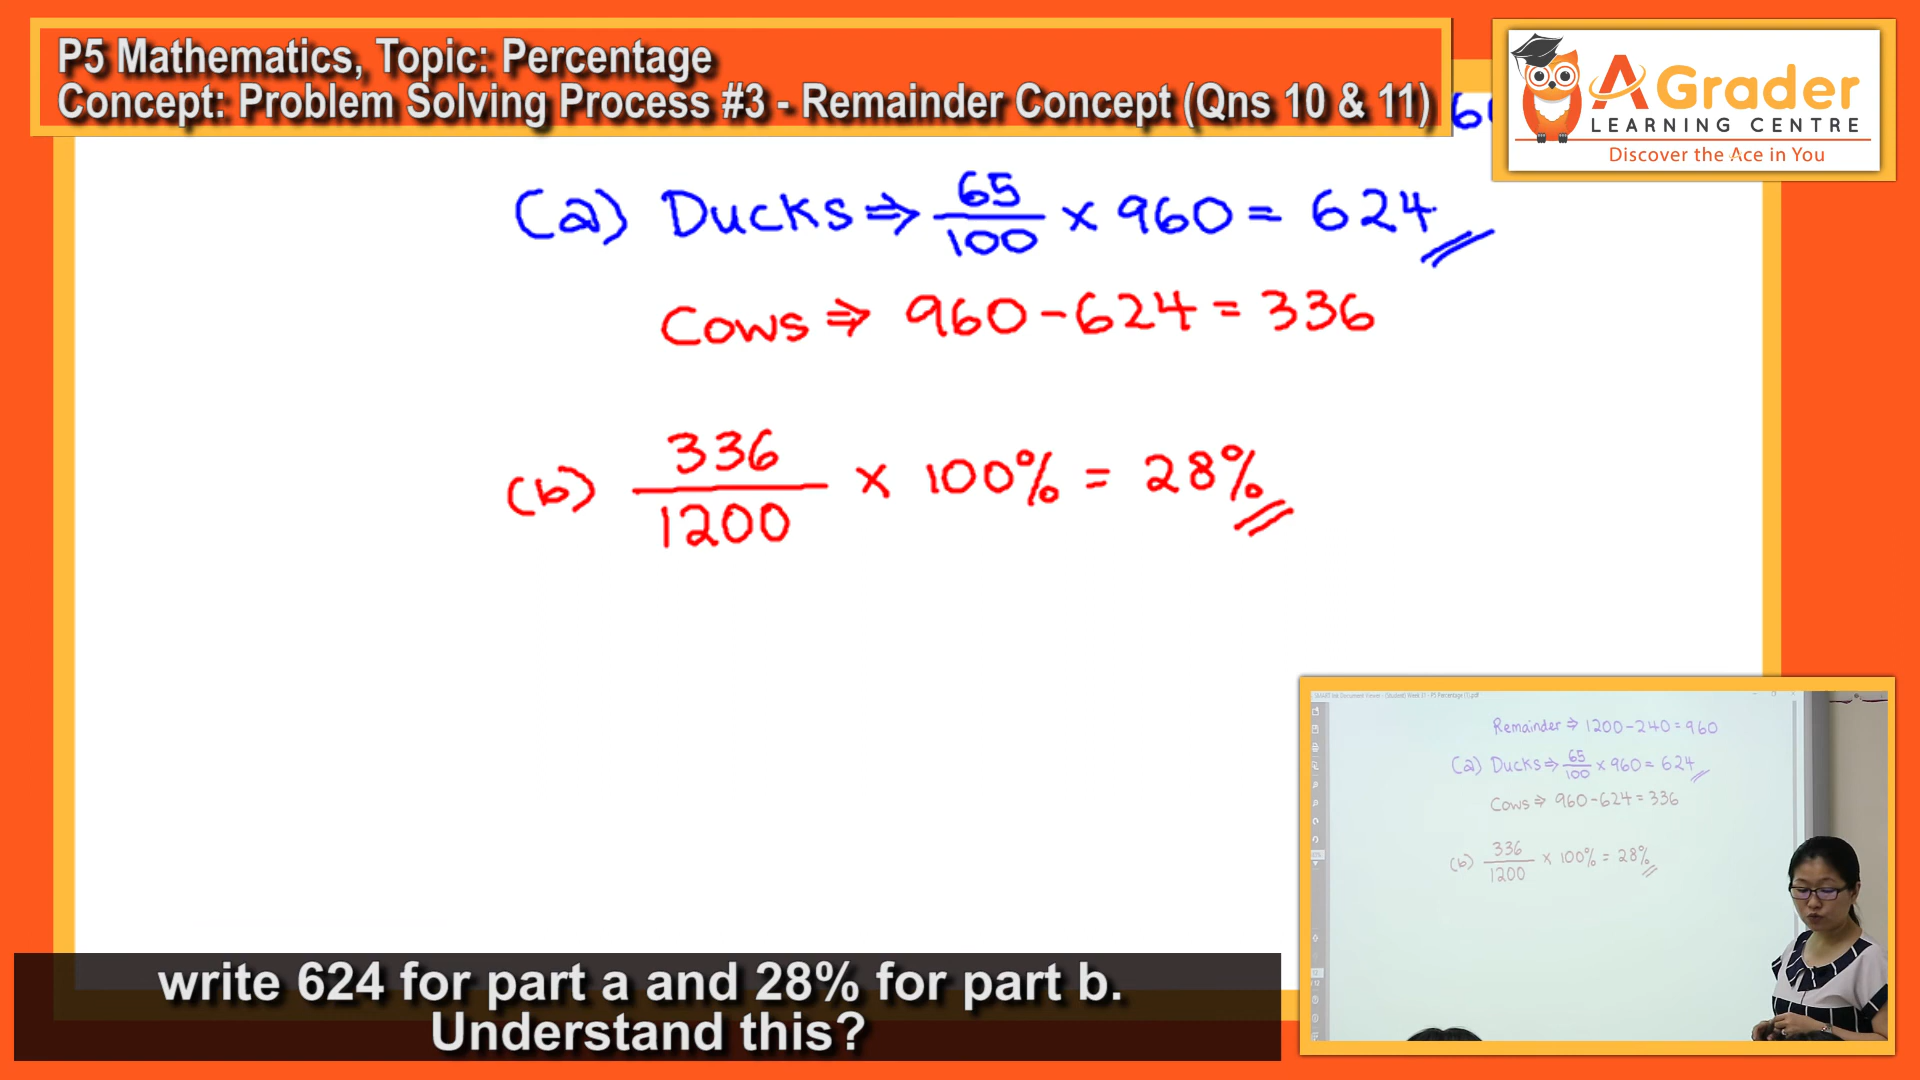 P5 Mathematics, Topic: Percentage
Concept: Problem Solving Process #3 - Remainder Concept (Qns 10 & 11)
A Grader
LEARNING CENTRE
Discover the Ace in You
(a) Ducks ⇒ 65/100 × 960 = 624
Cows ⇒ 960 - 624 = 336
(b) 336/1200 × 100% = 28%
Remainder ⇒ 1200 - 240 = 960
(a) Ducks ⇒ 65/100 × 960 = 624
Cows ⇒ 960 - 624 = 336
(b) 336/1200 × 100% = 28%
write 624 for part a and 28% for part b.
Understand this?